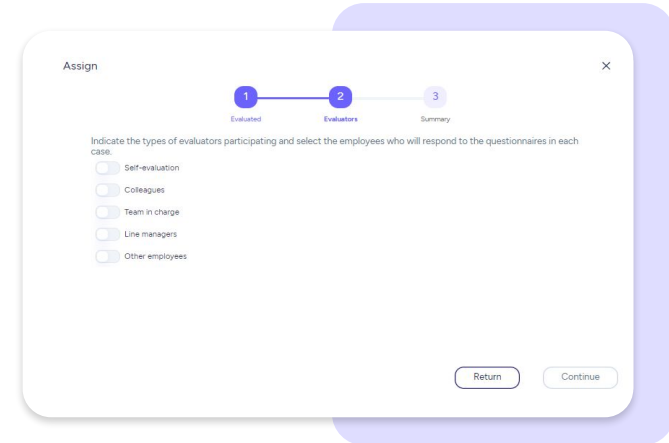 Assign
1
2
3
Evaluated
Evaluators
Summary
Indicate the types of evaluators participating and select the employees who will respond to the questionnaires in each
case.
Self-evaluation
Colleagues
Team in charge
Line managers
Other employees
Return
Continue